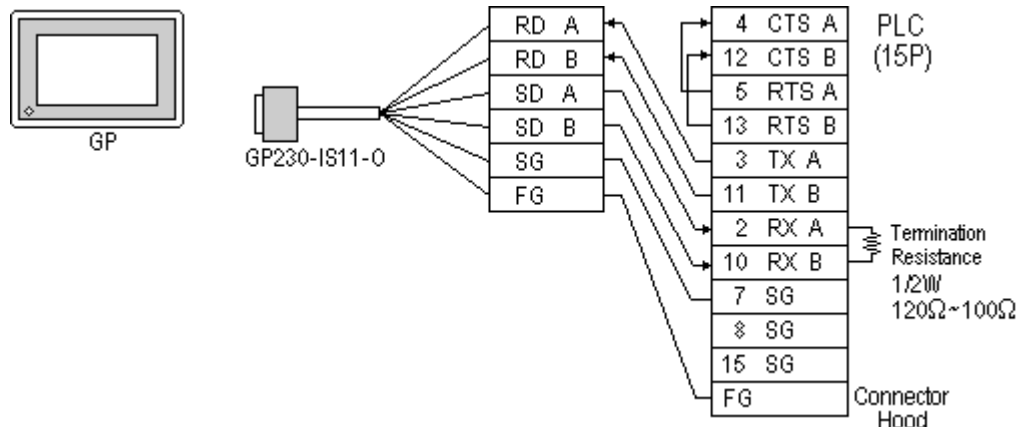 GP
GP230-IS11-O
RD A
RD B
SD A
SD B
SG
FG
4 CTS A
12 CTS B
5 RTS A
13 RTS B
3 TX A
11 TX B
2 RX A
10 RX B
7 SG
8 SG
15 SG
FG
PLC
(15P)
Termination
Resistance
1/2W
120Ω~100Ω
Connector
Hood